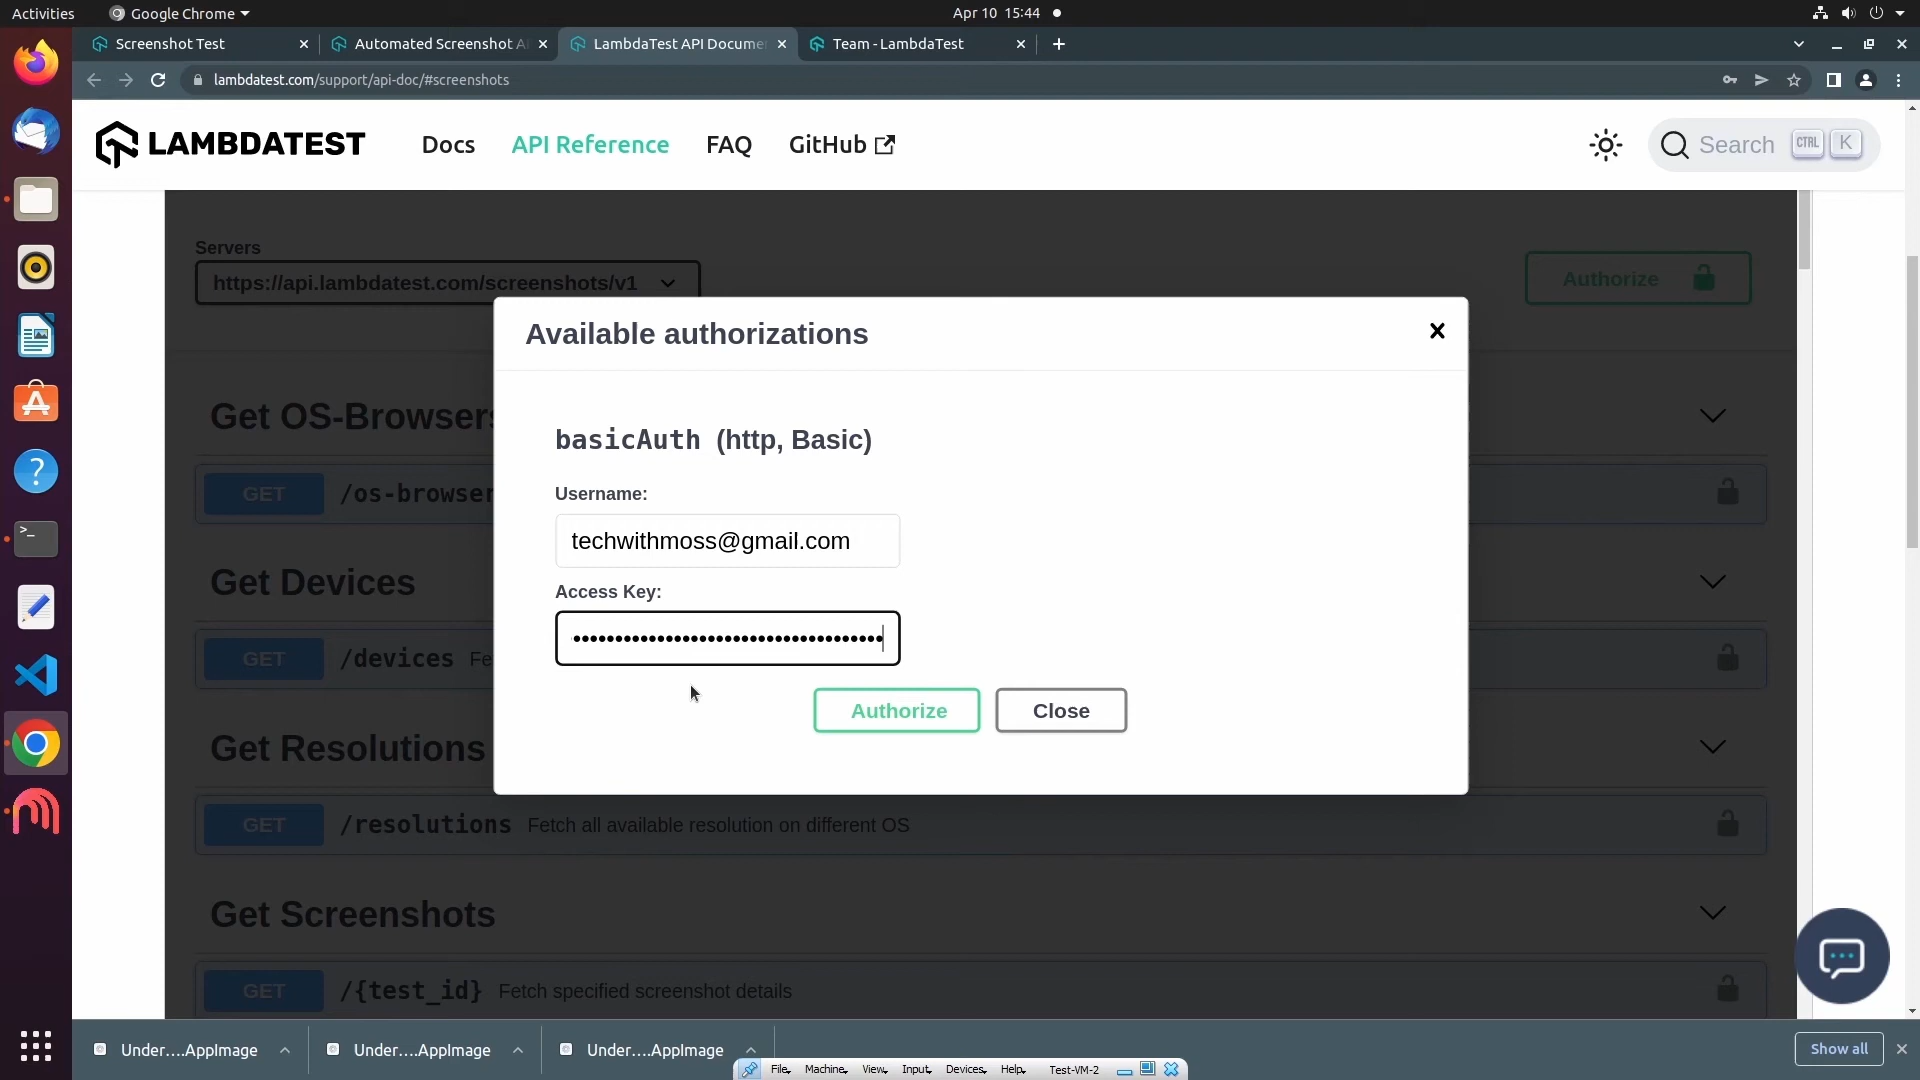 Activities
Google Chrome
Apr 10 15:44
Screenshot Test
Automated Screenshot A
LambdaTest API Docume
Team - LambdaTest
lambdatest.com/support/api-doc/#screenshots
LAMBDATEST
Docs
API Reference
FAQ
GitHub
Search
CTRL
K
Servers
https://api.lambdatest.com/screenshots/v1
Authorize
Available authorizations
basicAuth (http, Basic)
Username:
techwithmoss@gmail.com
Access Key:
Authorize
Close
Get OS-Browsers
GET /os-browser
Get Devices
GET /devices Fe
Get Resolutions
GET /resolutions Fetch all available resolution on different OS
Get Screenshots
GET /{test_id} Fetch specified screenshot details
Under....AppImage
Under....AppImage
Under....AppImage
Show all
File Machine View Input Devices Help Test-VM-2